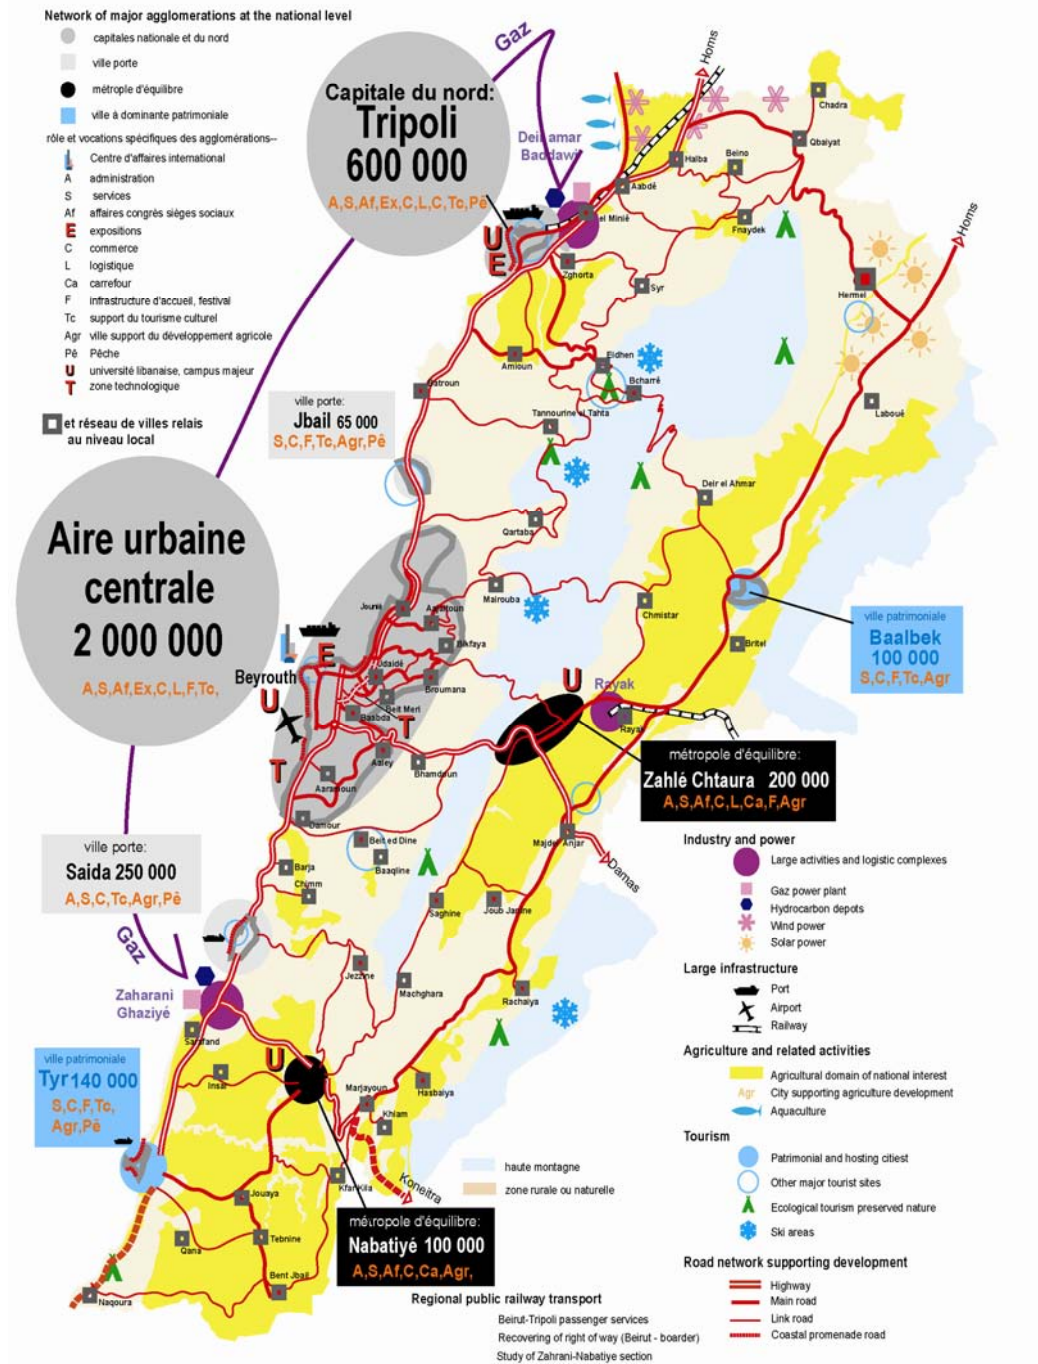 Network of major agglomerations at the national level
capitales nationale et du nord
ville porte
métrople d'équilibre
ville à dominante patrimoniale
rôle et vocations spécifiques des agglomérations--
Centre d'affaires international
A administration
S services
Af affaires congrès sièges sociaux
E expositions
C commerce
L logistique
Ca carrefour
F infrastructure d'accueil, festival
Tc support du tourisme culturel
Agr ville support du développement agricole
Pê Pêche
U université libanaise, campus majeur
T zone technologique
et réseau de villes relais
au niveau local
Gaz
Capitale du nord:
Tripoli
600 000
A,S,Af,Ex,C,L,C,Tc,Pê
Deir amar
Baddawi
Homs
Chadra
Qbaiyat
Halba
Beino
Aabdê
el Miniê
Fnaydek
Homs
U
E
Zghorta
Syr
Hermel
Amioun
Eldhen
Bcharrê
Batroun
Labouê
ville porte:
Jbail 65 000
S,C,F,Tc,Agr,Pê
Tannourine el Tahta
Deir el Ahmar
Qartaba
Aire urbaine
centrale
2 000 000
A,S,Af,Ex,C,L,F,Tc,
Jounié
Mairouba
Chmistar
ville patrimoniale
Baalbek
100 000
S,C,F,Tc,Agr
Britel
Bikfaya
E
Beyrouth
U
Broumana
Beit Meri
Baabda
T
T
U
Rayak
Rayak
Aaley
Bhamdoun
Aaramoun
métropole d'équilibre:
Zahlé Chtaura 200 000
A,S,Af,C,L,Ca,F,Agr
Damour
Majdel Anjar
Damas
Beit ed Dine
Baaqline
ville porte:
Saida 250 000
A,S,C,Tc,Agr,Pê
Barja
Chimm
Saghine
Joub Janine
Gaz
Jezzine
Machghara
Rachaiya
Zaharani
Ghaziyé
Sarafand
ville patrimoniale
Tyr 140 000
S,C,F,Tc,
Agr,Pê
U
Insar
Marjayoun
Hasbaiya
Khiam
Koneitra
Kfar Kila
Jouaya
Qana
Tebnine
Bent Jbail
Naqoura
haute montagne
zone rurale ou naturelle
métropole d'équilibre:
Nabatiyé 100 000
A,S,Af,C,Ca,Agr,
Industry and power
Large activities and logistic complexes
Gaz power plant
Hydrocarbon depots
Wind power
Solar power
Large infrastructure
Port
Airport
Railway
Agriculture and related activities
Agricultural domain of national interest
Agr City supporting agriculture development
Aquaculture
Tourism
Patrimonial and hosting citiest
Other major tourist sites
Ecological tourism preserved nature
Ski areas
Road network supporting development
Highway
Main road
Link road
Coastal promenade road
Regional public railway transport
Beirut-Tripoli passenger services
Recovering of right of way (Beirut - boarder)
Study of Zahrani-Nabatiye section